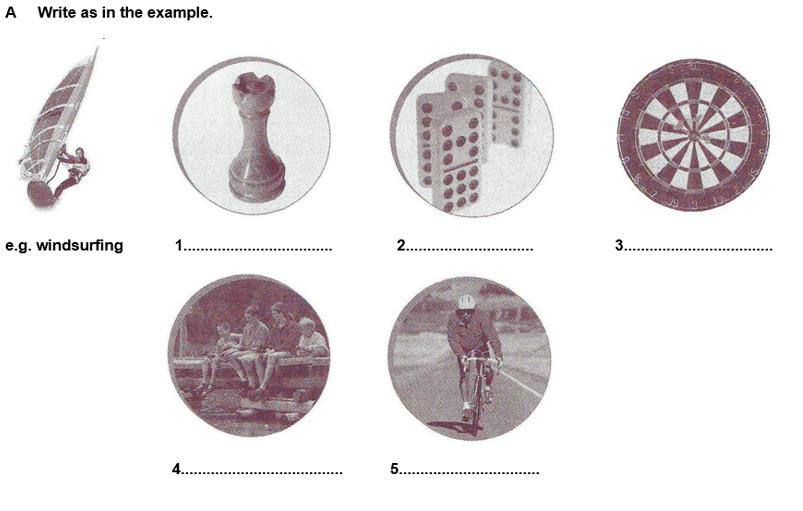 A Write as in the example.
e.g. windsurfing
1.................................. 
2.............................
3..................................
4.....................................
5................................